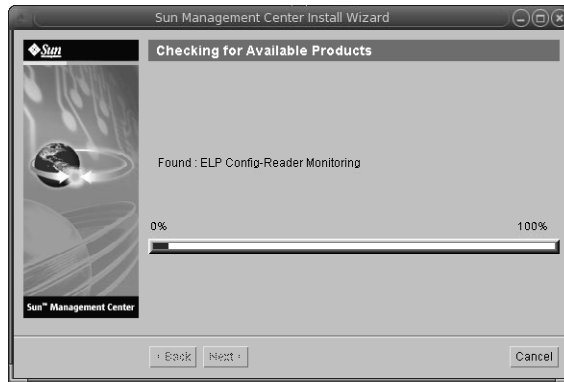 Sun Management Center Install Wizard
Sun
Checking for Available Products
Found : ELP Config-Reader Monitoring
0% 100%
Sun™ Management Center
Back Next Cancel